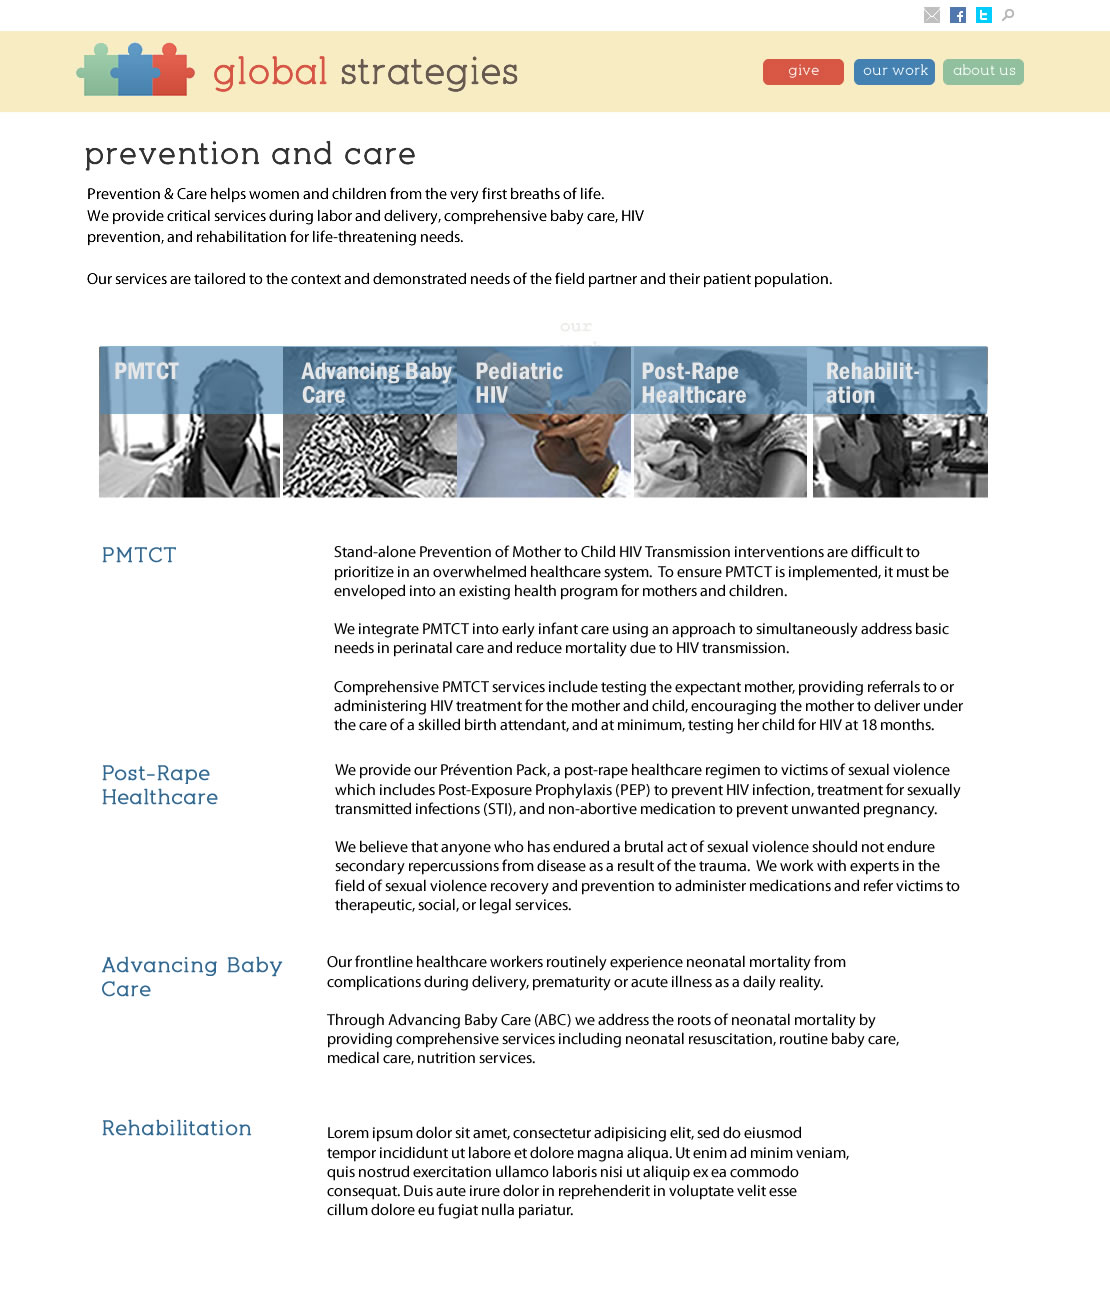 global strategies
give
our work
about us
prevention and care
Prevention & Care helps women and children from the very first breaths of life.
We provide critical services during labor and delivery, comprehensive baby care, HIV
prevention, and rehabilitation for life-threatening needs.
Our services are tailored to the context and demonstrated needs of the field partner and their patient population.
our
PMTCT
Advancing Baby
Care
Pediatric
HIV
Post-Rape
Healthcare
Rehabilit-
ation
PMTCT
Stand-alone Prevention of Mother to Child HIV Transmission interventions are difficult to
prioritize in an overwhelmed healthcare system.  To ensure PMTCT is implemented, it must be
enveloped into an existing health program for mothers and children.
We integrate PMTCT into early infant care using an approach to simultaneously address basic
needs in perinatal care and reduce mortality due to HIV transmission.
Comprehensive PMTCT services include testing the expectant mother, providing referrals to or
administering HIV treatment for the mother and child, encouraging the mother to deliver under
the care of a skilled birth attendant, and at minimum, testing her child for HIV at 18 months.
Post-Rape
Healthcare
We provide our Prévention Pack, a post-rape healthcare regimen to victims of sexual violence
which includes Post-Exposure Prophylaxis (PEP) to prevent HIV infection, treatment for sexually
transmitted infections (STI), and non-abortive medication to prevent unwanted pregnancy.
We believe that anyone who has endured a brutal act of sexual violence should not endure
secondary repercussions from disease as a result of the trauma.  We work with experts in the
field of sexual violence recovery and prevention to administer medications and refer victims to
therapeutic, social, or legal services.
Advancing Baby
Care
Our frontline healthcare workers routinely experience neonatal mortality from
complications during delivery, prematurity or acute illness as a daily reality.
Through Advancing Baby Care (ABC) we address the roots of neonatal mortality by
providing comprehensive services including neonatal resuscitation, routine baby care,
medical care, nutrition services.
Rehabilitation
Lorem ipsum dolor sit amet, consectetur adipisicing elit, sed do eiusmod
tempor incididunt ut labore et dolore magna aliqua. Ut enim ad minim veniam,
quis nostrud exercitation ullamco laboris nisi ut aliquip ex ea commodo
consequat. Duis aute irure dolor in reprehenderit in voluptate velit esse
cillum dolore eu fugiat nulla pariatur.